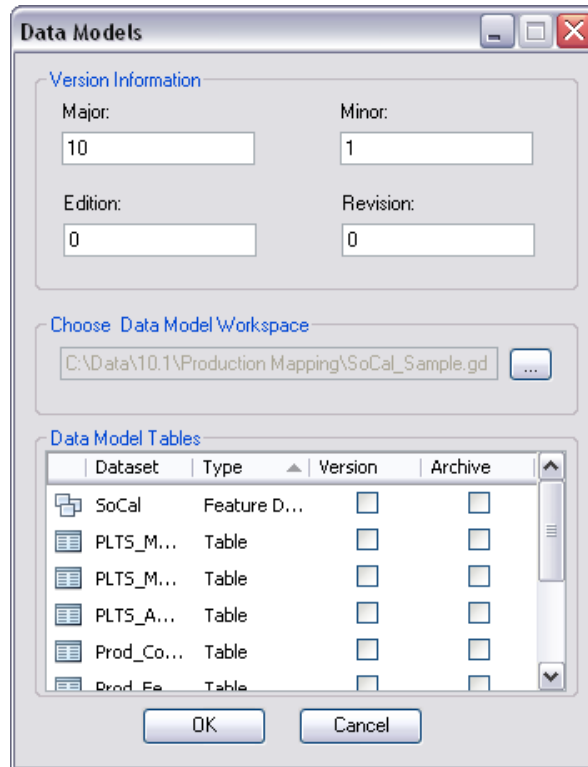 Data Models
Version Information
Major: Minor:
10 1
Edition: Revision:
0 0
Choose Data Model Workspace
C:\Data\10.1\Production Mapping\SoCal_Sample.gd ...
Data Model Tables
Dataset Type Version Archive
SoCal Feature D...
PLTS_M... Table
PLTS_M... Table
PLTS_A... Table
Prod_Co... Table
Prod_Fe... Table
OK Cancel